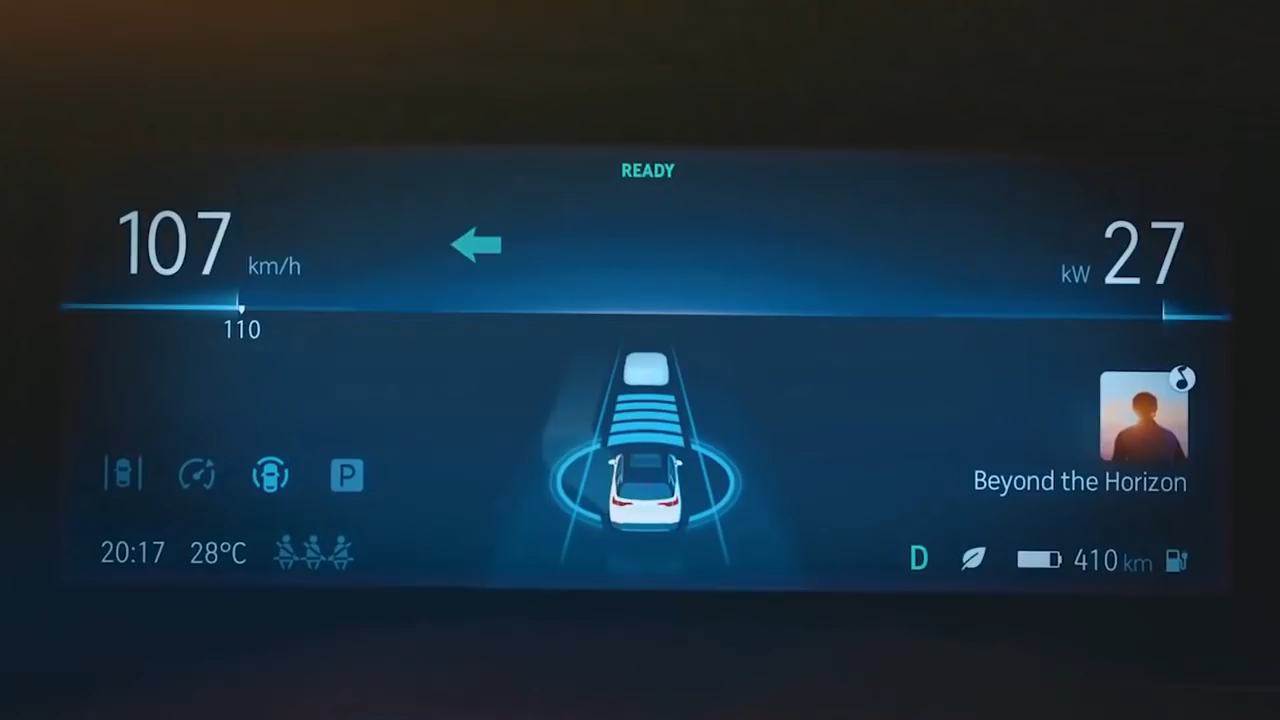 READY
107 km/h
kW 27
110
P
Beyond the Horizon
20:17 28°C
D 410 km